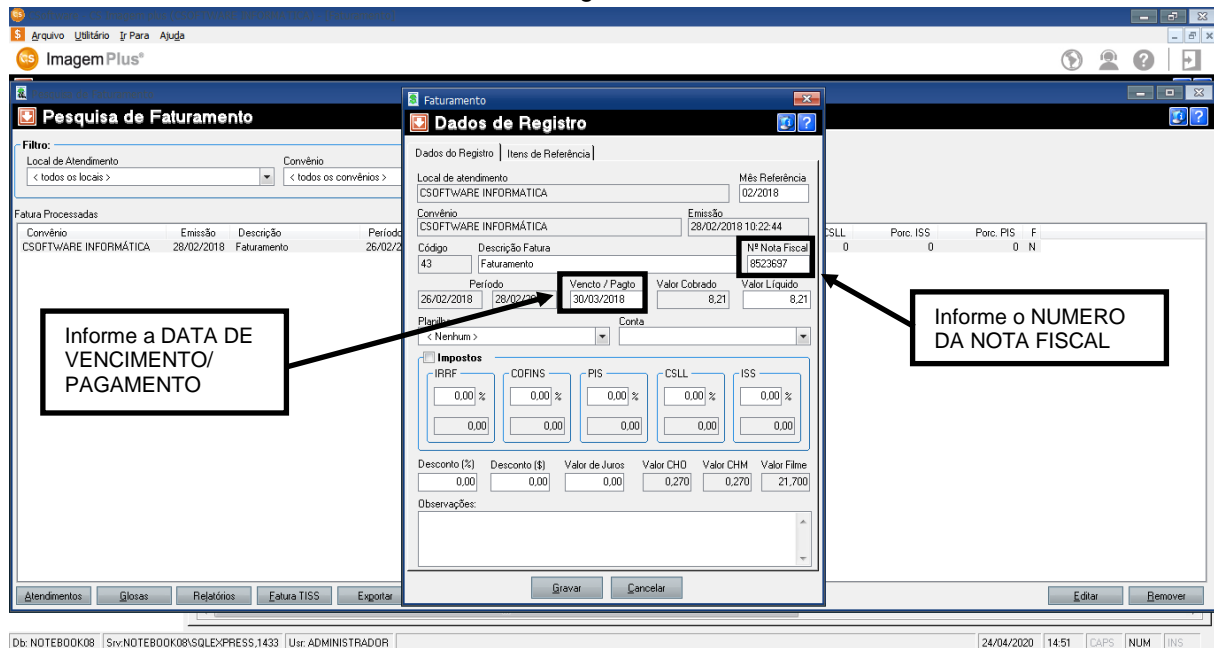 Arquivo Utilitário Ir Para Ajuda
ImagemPlus®
Pesquisa de Faturamento
Filtro:
Local de Atendimento Convênio
< todos os locais > < todos os convênios >
Fatura Processadas
Convênio Emissão Descrição Período CSLL Porc. ISS Porc. PIS F
CSOFTWARE INFORMÁTICA 28/02/2018 Faturamento 26/02/2 0 0 0 N
Faturamento
Dados de Registro
Dados do Registro Itens de Referência
Local de atendimento Mês Referência
CSOFTWARE INFORMATICA 02/2018
Convênio Emissão
CSOFTWARE INFORMÁTICA 28/02/2018 10:22:44
Código Descrição Fatura Nº Nota Fiscal
43 Faturamento 8523697
Período Vencto / Pagto Valor Cobrado Valor Líquido
26/02/2018 28/02/20 30/03/2018 8,21 8,21
Conta
< Nenhum >
Impostos
IRRF COFINS PIS CSLL ISS
0,00 % 0,00 % 0,00 % 0,00 % 0,00 %
0,00 0,00 0,00 0,00 0,00
Desconto (%) Desconto ($) Valor de Juros Valor CHO Valor CHM Valor Filme
0,00 0,00 0,00 0,270 0,270 21,700
Observações:
Gravar Cancelar
Informe a DATA DE
VENCIMENTO/
PAGAMENTO
Informe o NUMERO
DA NOTA FISCAL
Atendimentos Glosas Relatórios Fatura TISS Exportar Editar Remover
Db: NOTEBOOK08 Srv:NOTEBOOK08\SQLEXPRESS,1433 Usr: ADMINISTRADOR 24/04/2020 14:51 CAPS NUM INS